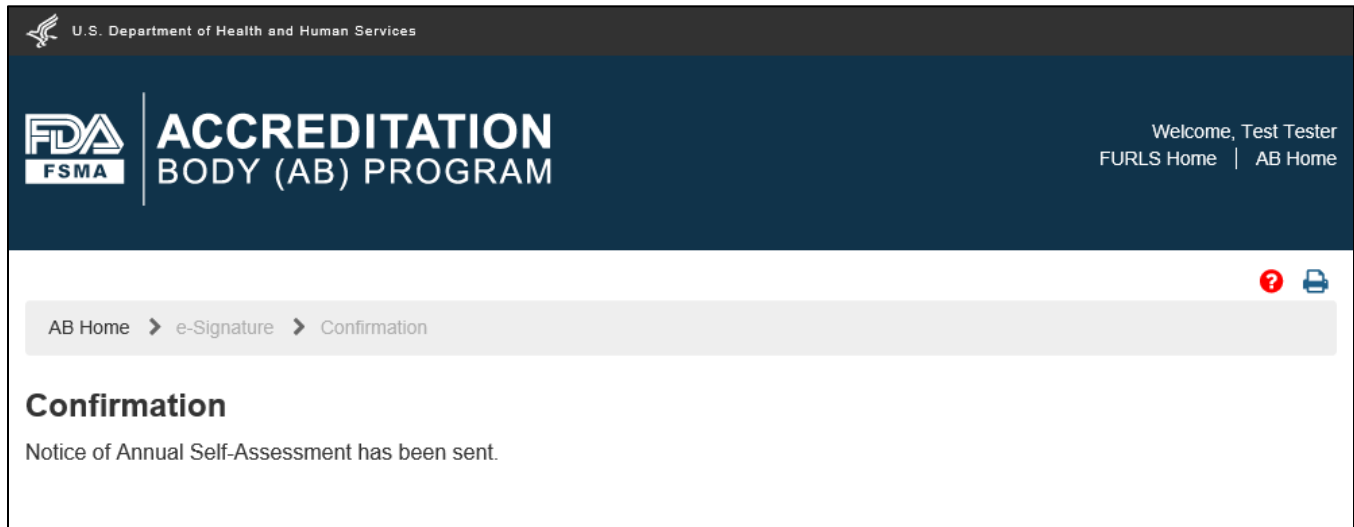 U.S. Department of Health and Human Services
FDA
FSMA
ACCREDITATION
BODY (AB) PROGRAM
Welcome, Test Tester
FURLS Home | AB Home
?
AB Home > e-Signature > Confirmation
Confirmation
Notice of Annual Self-Assessment has been sent.